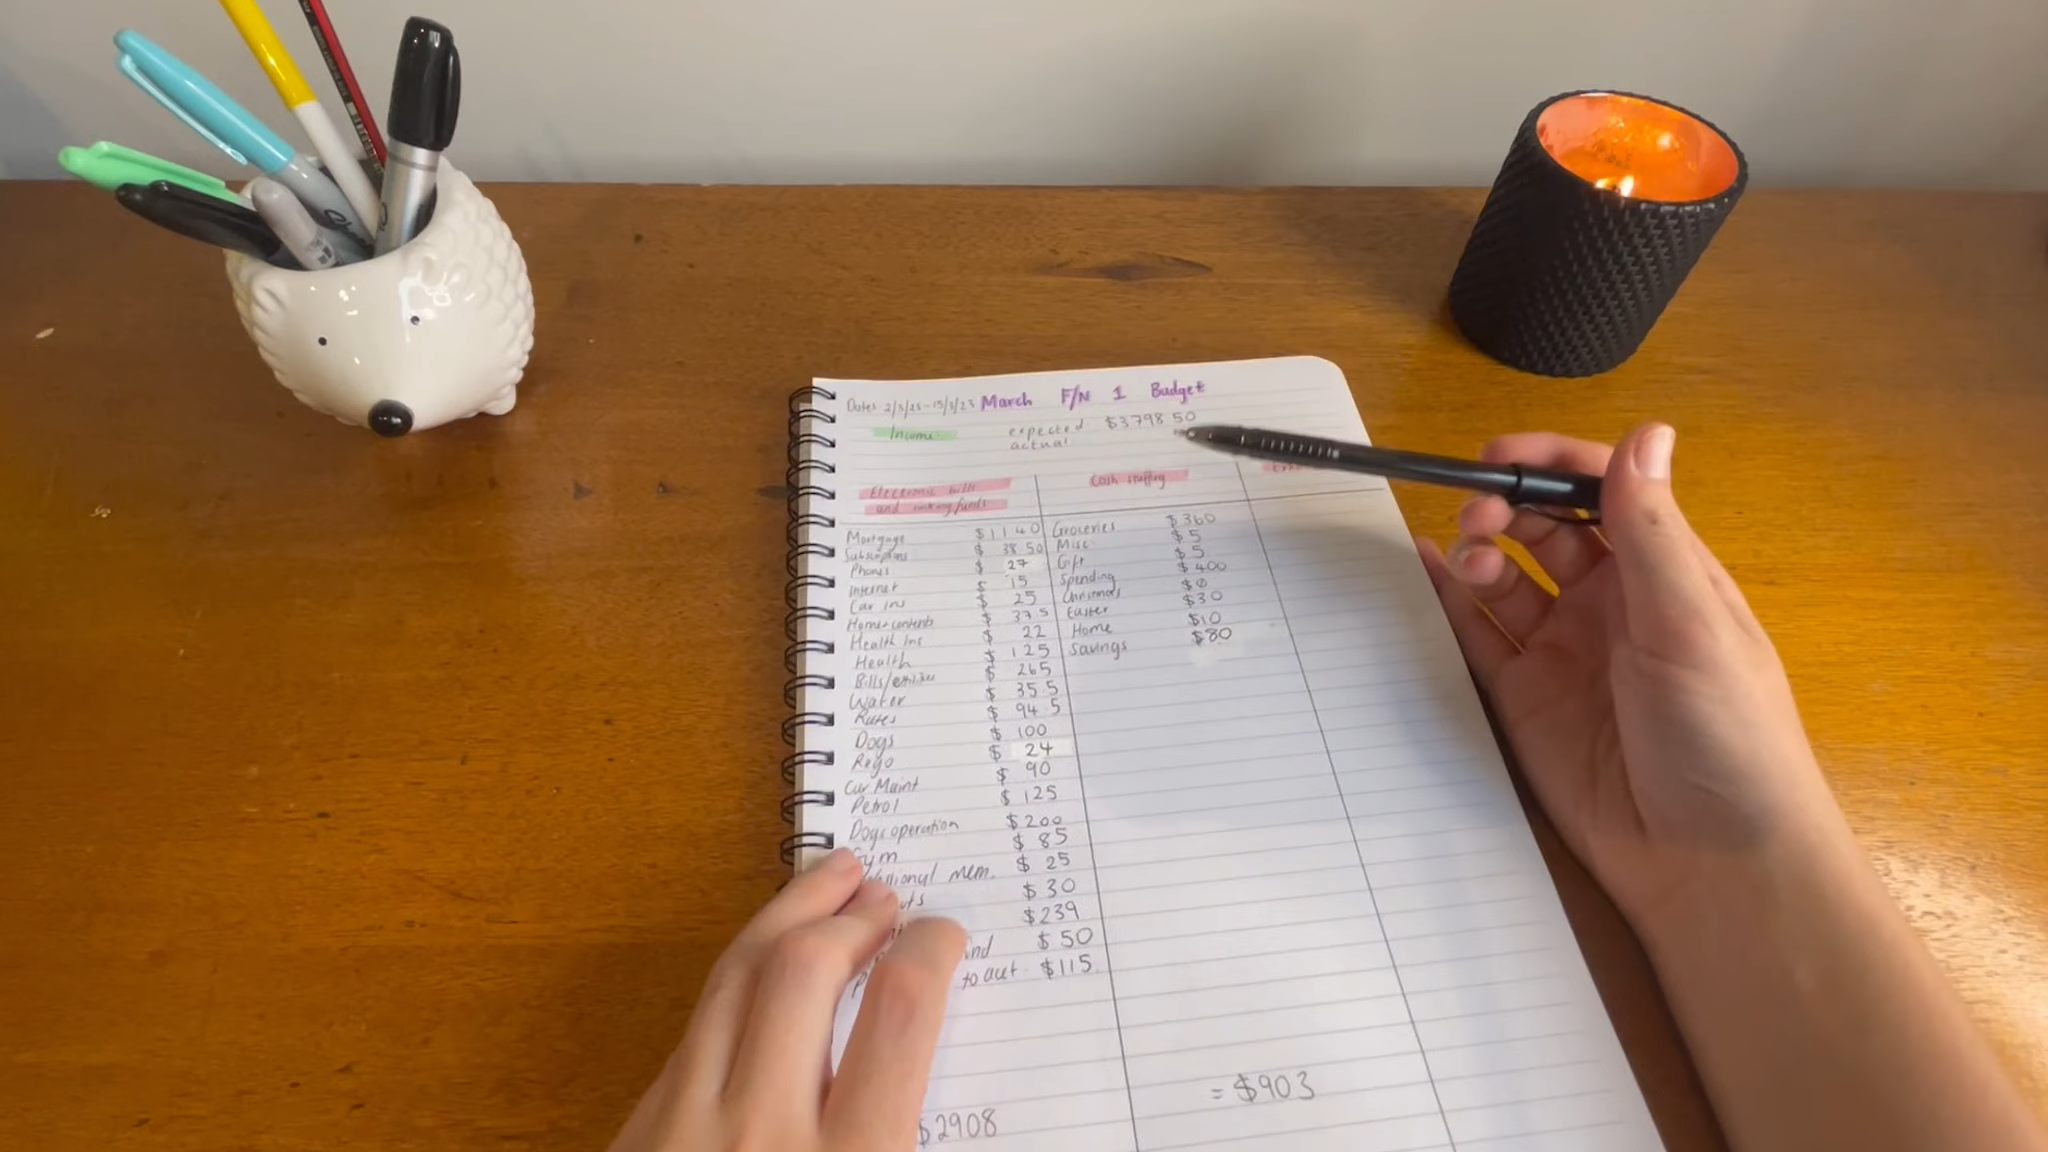 Dates 2/3/23-15/3/23 March F/N 1 Budget
Income expected $3798.50
actual
Electronic bills
and sinking funds
Cash stuffing
Mortgage $1140
Subscriptions $38.50
Phones $27
Internet $15
Car ins $25
Home+contents $37.5
Health Ins $22
Health $125
Bills/utilities $265
Water $35.5
Rates $94.5
Dogs $100
Rego $24
Car Maint $90
Petrol $125
Dogs operation $200
Gym $85
mem. $25
$30
$239
$50
to acct $115
$2908
Groceries $360
Misc $5
Gift $5
Spending $400
Christmas $0
Easter $30
Home $10
Savings $80
= $903